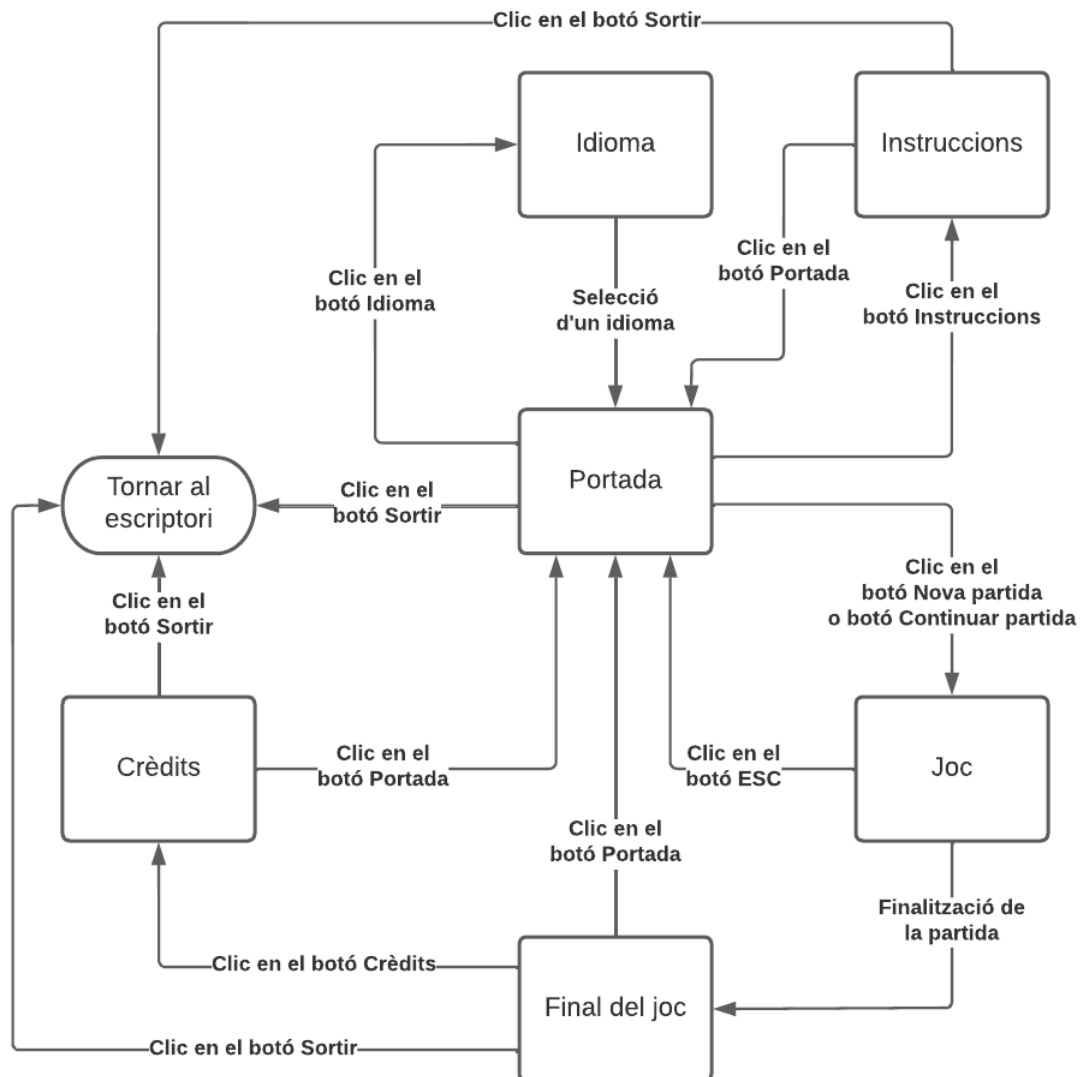 Clic en el botó Sortir
Idioma
Instruccions
Clic en el
botó Idioma
Selecció
d'un idioma
Clic en el
botó Portada
Clic en el
botó Instruccions
Tornar al
escriptori
Clic en el
botó Sortir
Portada
Clic en el
botó Sortir
Clic en el
botó Nova partida
o botó Continuar partida
Crèdits
Clic en el
botó Portada
Clic en el
botó ESC
Joc
Clic en el
botó Portada
Finalització de
la partida
Clic en el botó Crèdits
Final del joc
Clic en el botó Sortir